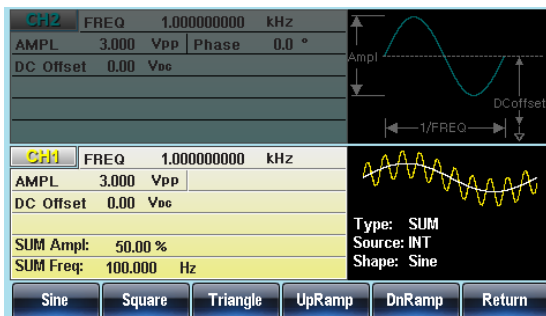 CH2 FREQ 1.000000000 kHz
AMPL 3.000 Vpp Phase 0.0 °
DC Offset 0.00 VDC
Ampl
DCoffset
1/FREQ
CH1 FREQ 1.000000000 kHz
AMPL 3.000 Vpp
DC Offset 0.00 VDC
SUM Ampl: 50.00 %
SUM Freq: 100.000 Hz
Type: SUM
Source: INT
Shape: Sine
Sine Square Triangle UpRamp DnRamp Return